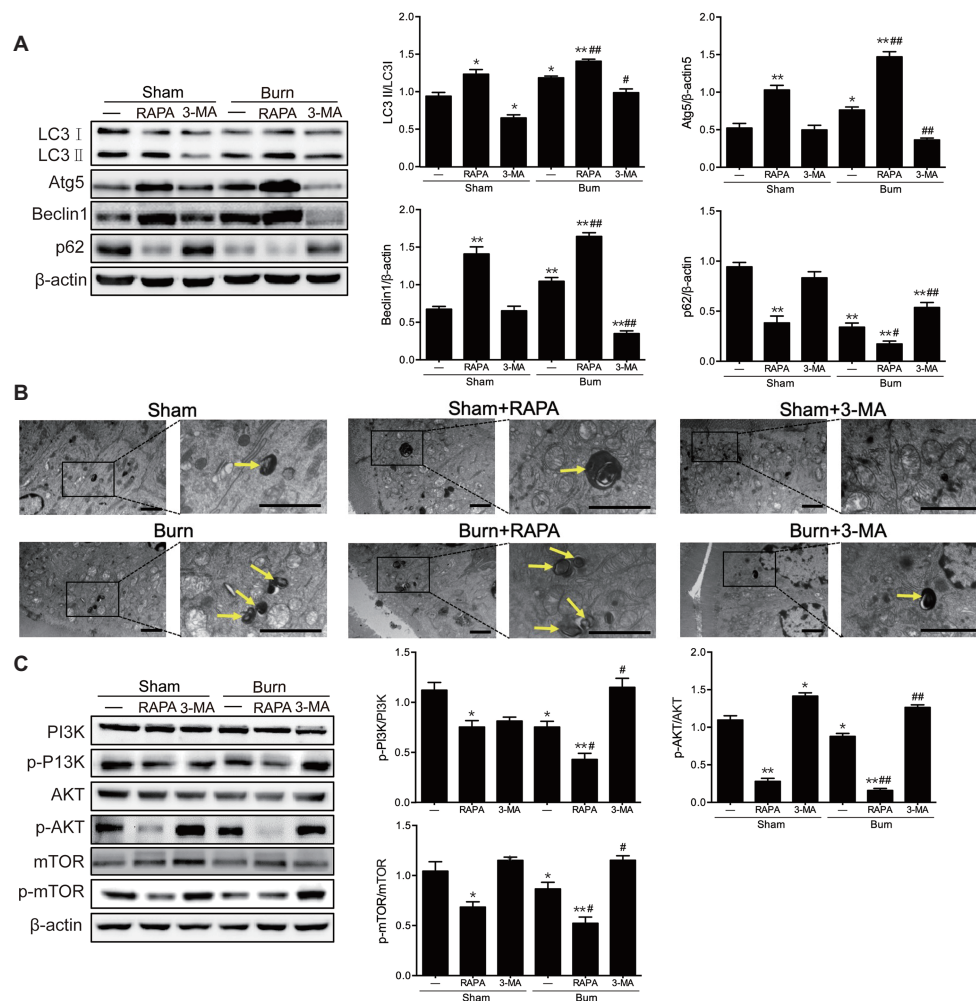 A
Sham Burn
— RAPA 3-MA — RAPA 3-MA
LC3 Ⅰ
LC3 Ⅱ
Atg5
Beclin1
p62
β-actin
LC3 II/LC3I
2.0
1.5
1.0
0.5
0.0
* * * **## #
— RAPA 3-MA — RAPA 3-MA
Sham Burn
Atg5/β-actin5
2.0
1.5
1.0
0.5
0.0
** * **## ##
— RAPA 3-MA — RAPA 3-MA
Sham Burn
Beclin1/β-actin
2.0
1.5
1.0
0.5
0.0
** ** **## **##
— RAPA 3-MA — RAPA 3-MA
Sham Burn
p62/β-actin
1.5
1.0
0.5
0.0
** ** **# **##
— RAPA 3-MA — RAPA 3-MA
Sham Burn
B
Sham Sham+RAPA Sham+3-MA
Burn Burn+RAPA Burn+3-MA
C
Sham Burn
— RAPA 3-MA — RAPA 3-MA
PI3K
p-P13K
AKT
p-AKT
mTOR
p-mTOR
β-actin
p-PI3K/PI3K
1.5
1.0
0.5
0.0
* * **# #
— RAPA 3-MA — RAPA 3-MA
Sham Burn
p-AKT/AKT
2.0
1.5
1.0
0.5
0.0
** * * **## ##
— RAPA 3-MA — RAPA 3-MA
Sham Burn
p-mTOR/mTOR
1.5
1.0
0.5
0.0
* * **# #
— RAPA 3-MA — RAPA 3-MA
Sham Burn